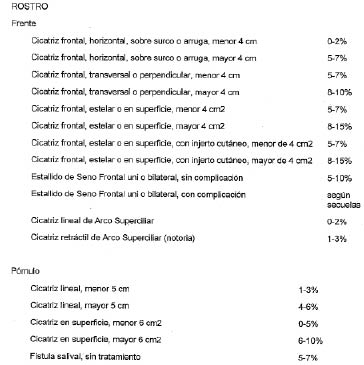 ROSTRO
Frente
Cicatriz frontal, horizontal, sobre surco o arruga, menor 4 cm 0-2%
Cicatriz frontal, horizontal, sobre surco o arruga, mayor 4 cm 5-7%
Cicatriz frontal, transversal o perpendicular, menor 4 cm 5-7%
Cicatriz frontal, transversal o perpendicular, mayor 4 cm 8-10%
Cicatriz frontal, estelar o en superficie, menor 4 cm2 5-7%
Cicatriz frontal, estelar o en superficie, mayor 4 cm2 8-15%
Cicatriz frontal, estelar o en superficie, con injerto cutáneo, menor de 4 cm2 5-7%
Cicatriz frontal, estelar o en superficie, con injerto cutáneo, mayor de 4 cm2 8-15%
Estallido de Seno Frontal uni o bilateral, sin complicación 5-10%
Estallido de Seno Frontal uni o bilateral, con complicación según
secuelas
Cicatriz lineal de Arco Superciliar 0-2%
Cicatriz retráctil de Arco Superciliar (notoria) 1-3%
Pómulo
Cicatriz lineal, menor 5 cm 1-3%
Cicatriz lineal, mayor 5 cm 4-6%
Cicatriz en superficie, menor 6 cm2 0-5%
Cicatriz en superficie, mayor 6 cm2 6-10%
Fístula salival, sin tratamiento 5-7%